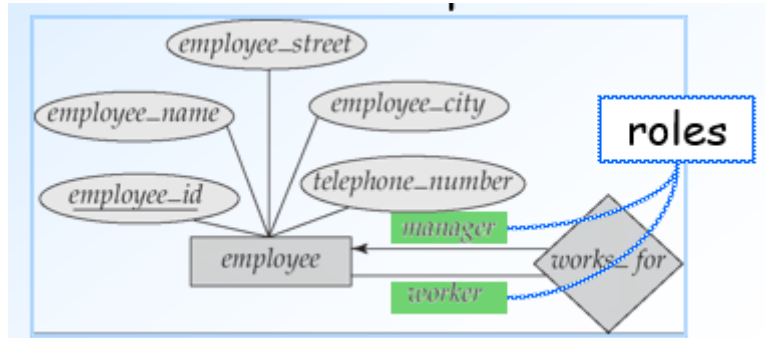 employee_street
employee_name
employee_city
roles
employee_id
telephone_number
manager
employee
works_for
worker